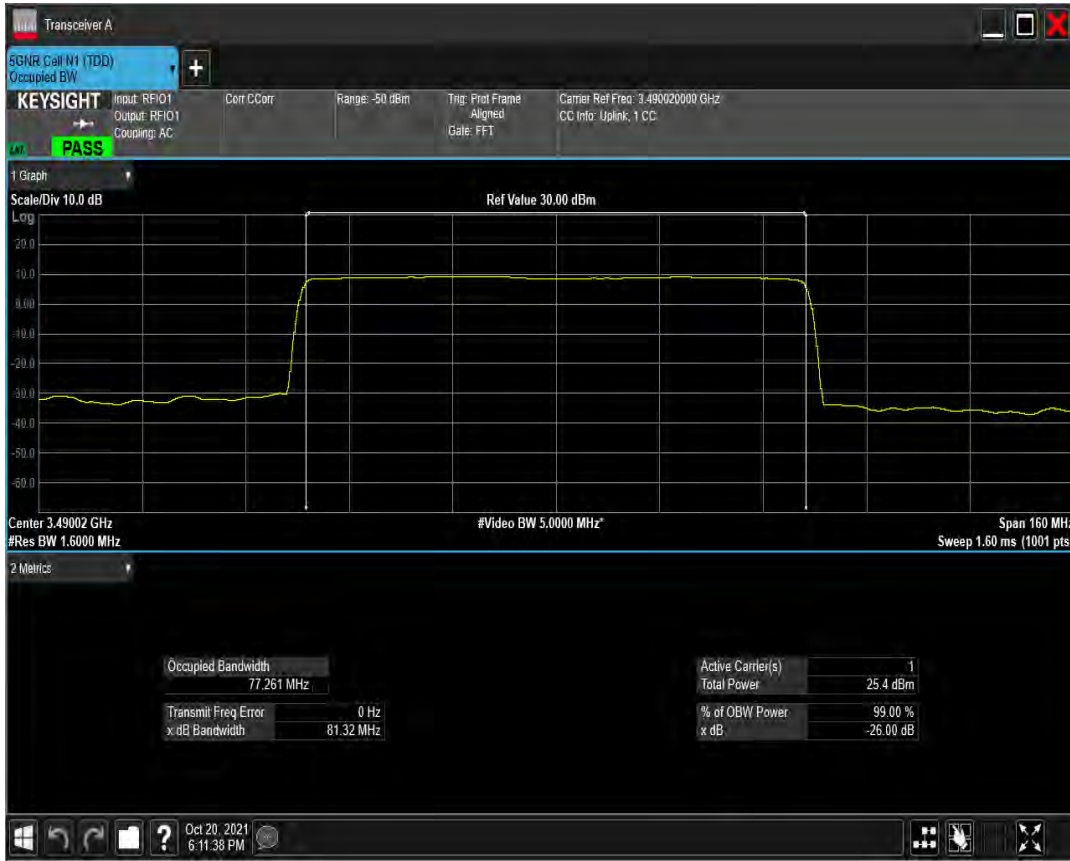 Transceiver A
5GNR Cell N1 (TDD)
Occupied BW
+
KEYSIGHT
Input: RFIO1
Output: RFIO1
Coupling: AC
Corr CCorr
Range: -50 dBm
Trig: Prot Frame
Aligned
Gate: FFT
Carrier Ref Freq: 3.490020000 GHz
CC Info: Uplink, 1 CC
PASS
1 Graph
Scale/Div 10.0 dB
Ref Value 30.00 dBm
Log
20.0
10.0
0.00
-10.0
-20.0
-30.0
-40.0
-50.0
-60.0
Center 3.49002 GHz
#Video BW 5.0000 MHz*
Span 160 MHz
#Res BW 1.6000 MHz
Sweep 1.60 ms (1001 pts
2 Metrics
Occupied Bandwidth
77.261 MHz
Transmit Freq Error 0 Hz
x dB Bandwidth 81.32 MHz
Active Carrier(s) 1
Total Power 25.4 dBm
% of OBW Power 99.00 %
x dB -26.00 dB
?
Oct 20, 2021
6:11:38 PM